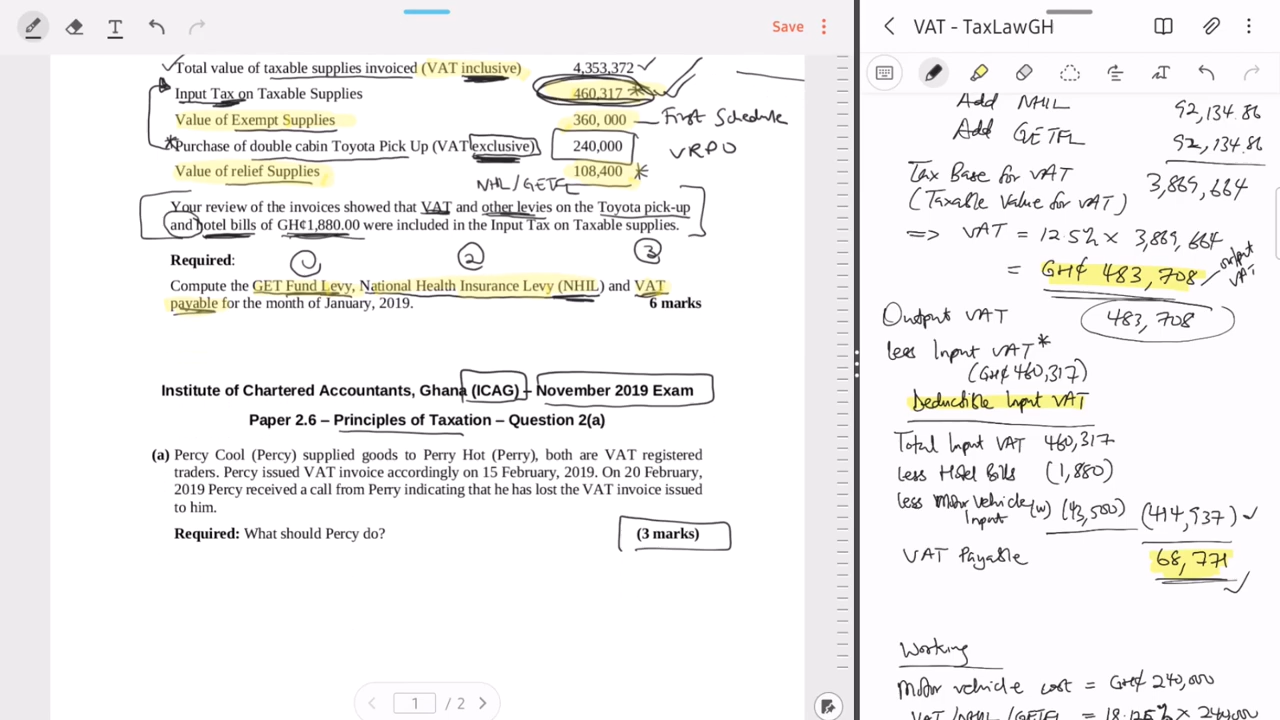 Save
Total value of taxable supplies invoiced (VAT inclusive) 4,353,372
Input Tax on Taxable Supplies 460,317 *
Value of Exempt Supplies 360, 000 — First Schedule
*Purchase of double cabin Toyota Pick Up (VAT exclusive) 240,000 VRPO
Value of relief Supplies 108,400 *
NHL/GETFL
Your review of the invoices showed that VAT and other levies on the Toyota pick-up
and hotel bills of GH¢1,880.00 were included in the Input Tax on Taxable supplies.
Required:
1 2 3
Compute the GET Fund Levy, National Health Insurance Levy (NHIL) and VAT
payable for the month of January, 2019. 6 marks
Institute of Chartered Accountants, Ghana (ICAG) – November 2019 Exam
Paper 2.6 – Principles of Taxation – Question 2(a)
(a) Percy Cool (Percy) supplied goods to Perry Hot (Perry), both are VAT registered
traders. Percy issued VAT invoice accordingly on 15 February, 2019. On 20 February,
2019 Percy received a call from Perry indicating that he has lost the VAT invoice issued
to him.
Required: What should Percy do? (3 marks)
1 / 2
VAT - TaxLawGH
Add NHIL 92,134.86
Add GETFL 92,134.86
Tax Base for VAT 3,869,664
(Taxable Value for VAT)
=> VAT = 12.5% × 3,869,664
= GH¢ 483,708 output VAT
Output VAT 483,708
less Input VAT*
(GH¢ 460,317)
Deductible Input VAT
Total Input VAT 460,317
Less Hotel Bills (1,880)
less Motor Vehicle (w) (43,500) (414,937)
Input
VAT Payable 68,771
Working
Motor vehicle cost = GH¢ 240,000
VAT/NHIL/GETFL = 18.125% × 240,000